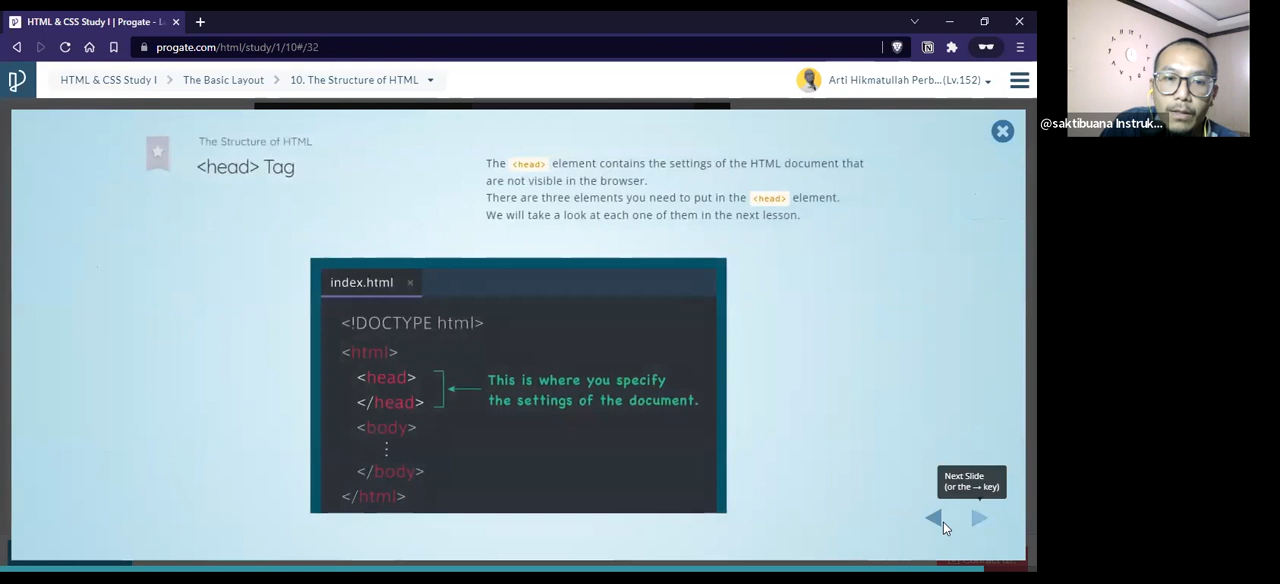 HTML & CSS Study I | Progate - L
progate.com/html/study/1/10#/32
HTML & CSS Study I
The Basic Layout
10. The Structure of HTML
Arti Hikmatullah Perb...(Lv.152)
@saktibuana Instruk...
The Structure of HTML
<head> Tag
The <head> element contains the settings of the HTML document that
are not visible in the browser.
There are three elements you need to put in the <head> element.
We will take a look at each one of them in the next lesson.
index.html
<!DOCTYPE html>
<html>
<head>
</head>
This is where you specify
the settings of the document.
<body>
</body>
</html>
Next Slide
(or the → key)